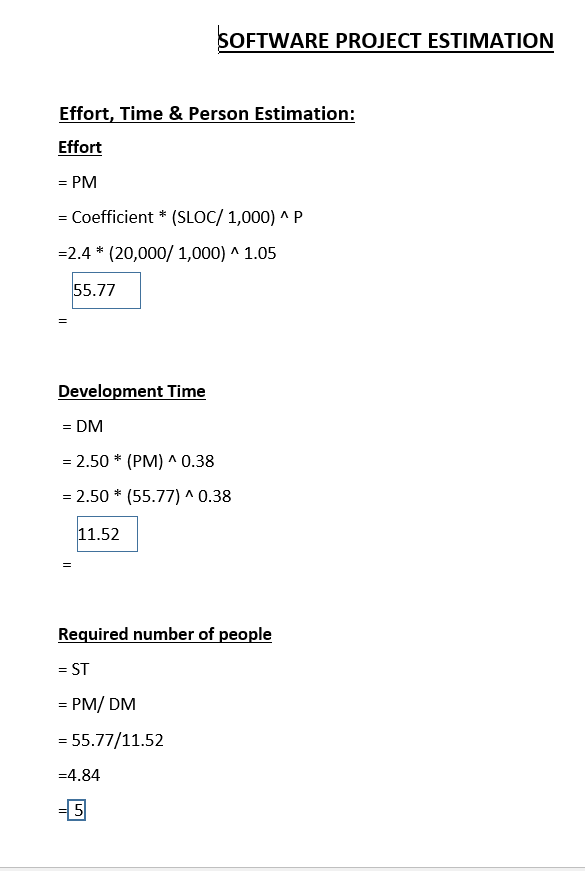 SOFTWARE PROJECT ESTIMATION
Effort, Time & Person Estimation:
Effort
= PM
= Coefficient * (SLOC/ 1,000) ^ P
=2.4 * (20,000/ 1,000) ^ 1.05
55.77
=
Development Time
= DM
= 2.50 * (PM) ^ 0.38
= 2.50 * (55.77) ^ 0.38
11.52
=
Required number of people
= ST
= PM/ DM
= 55.77/11.52
=4.84
= 5